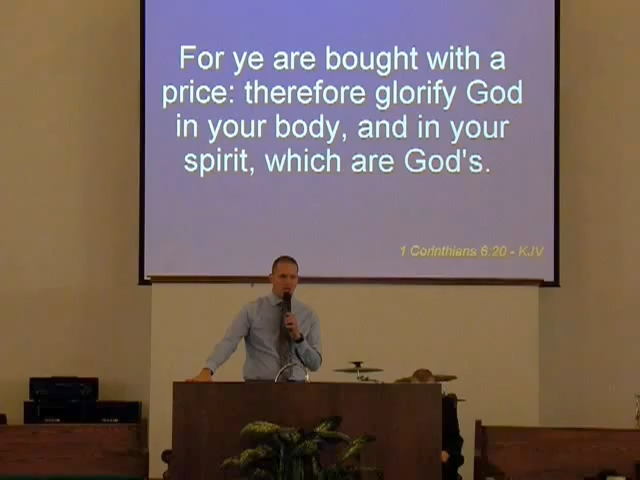 For ye are bought with a
price: therefore glorify God
in your body, and in your
spirit, which are God's.
1 Corinthians 6:20 - KJV